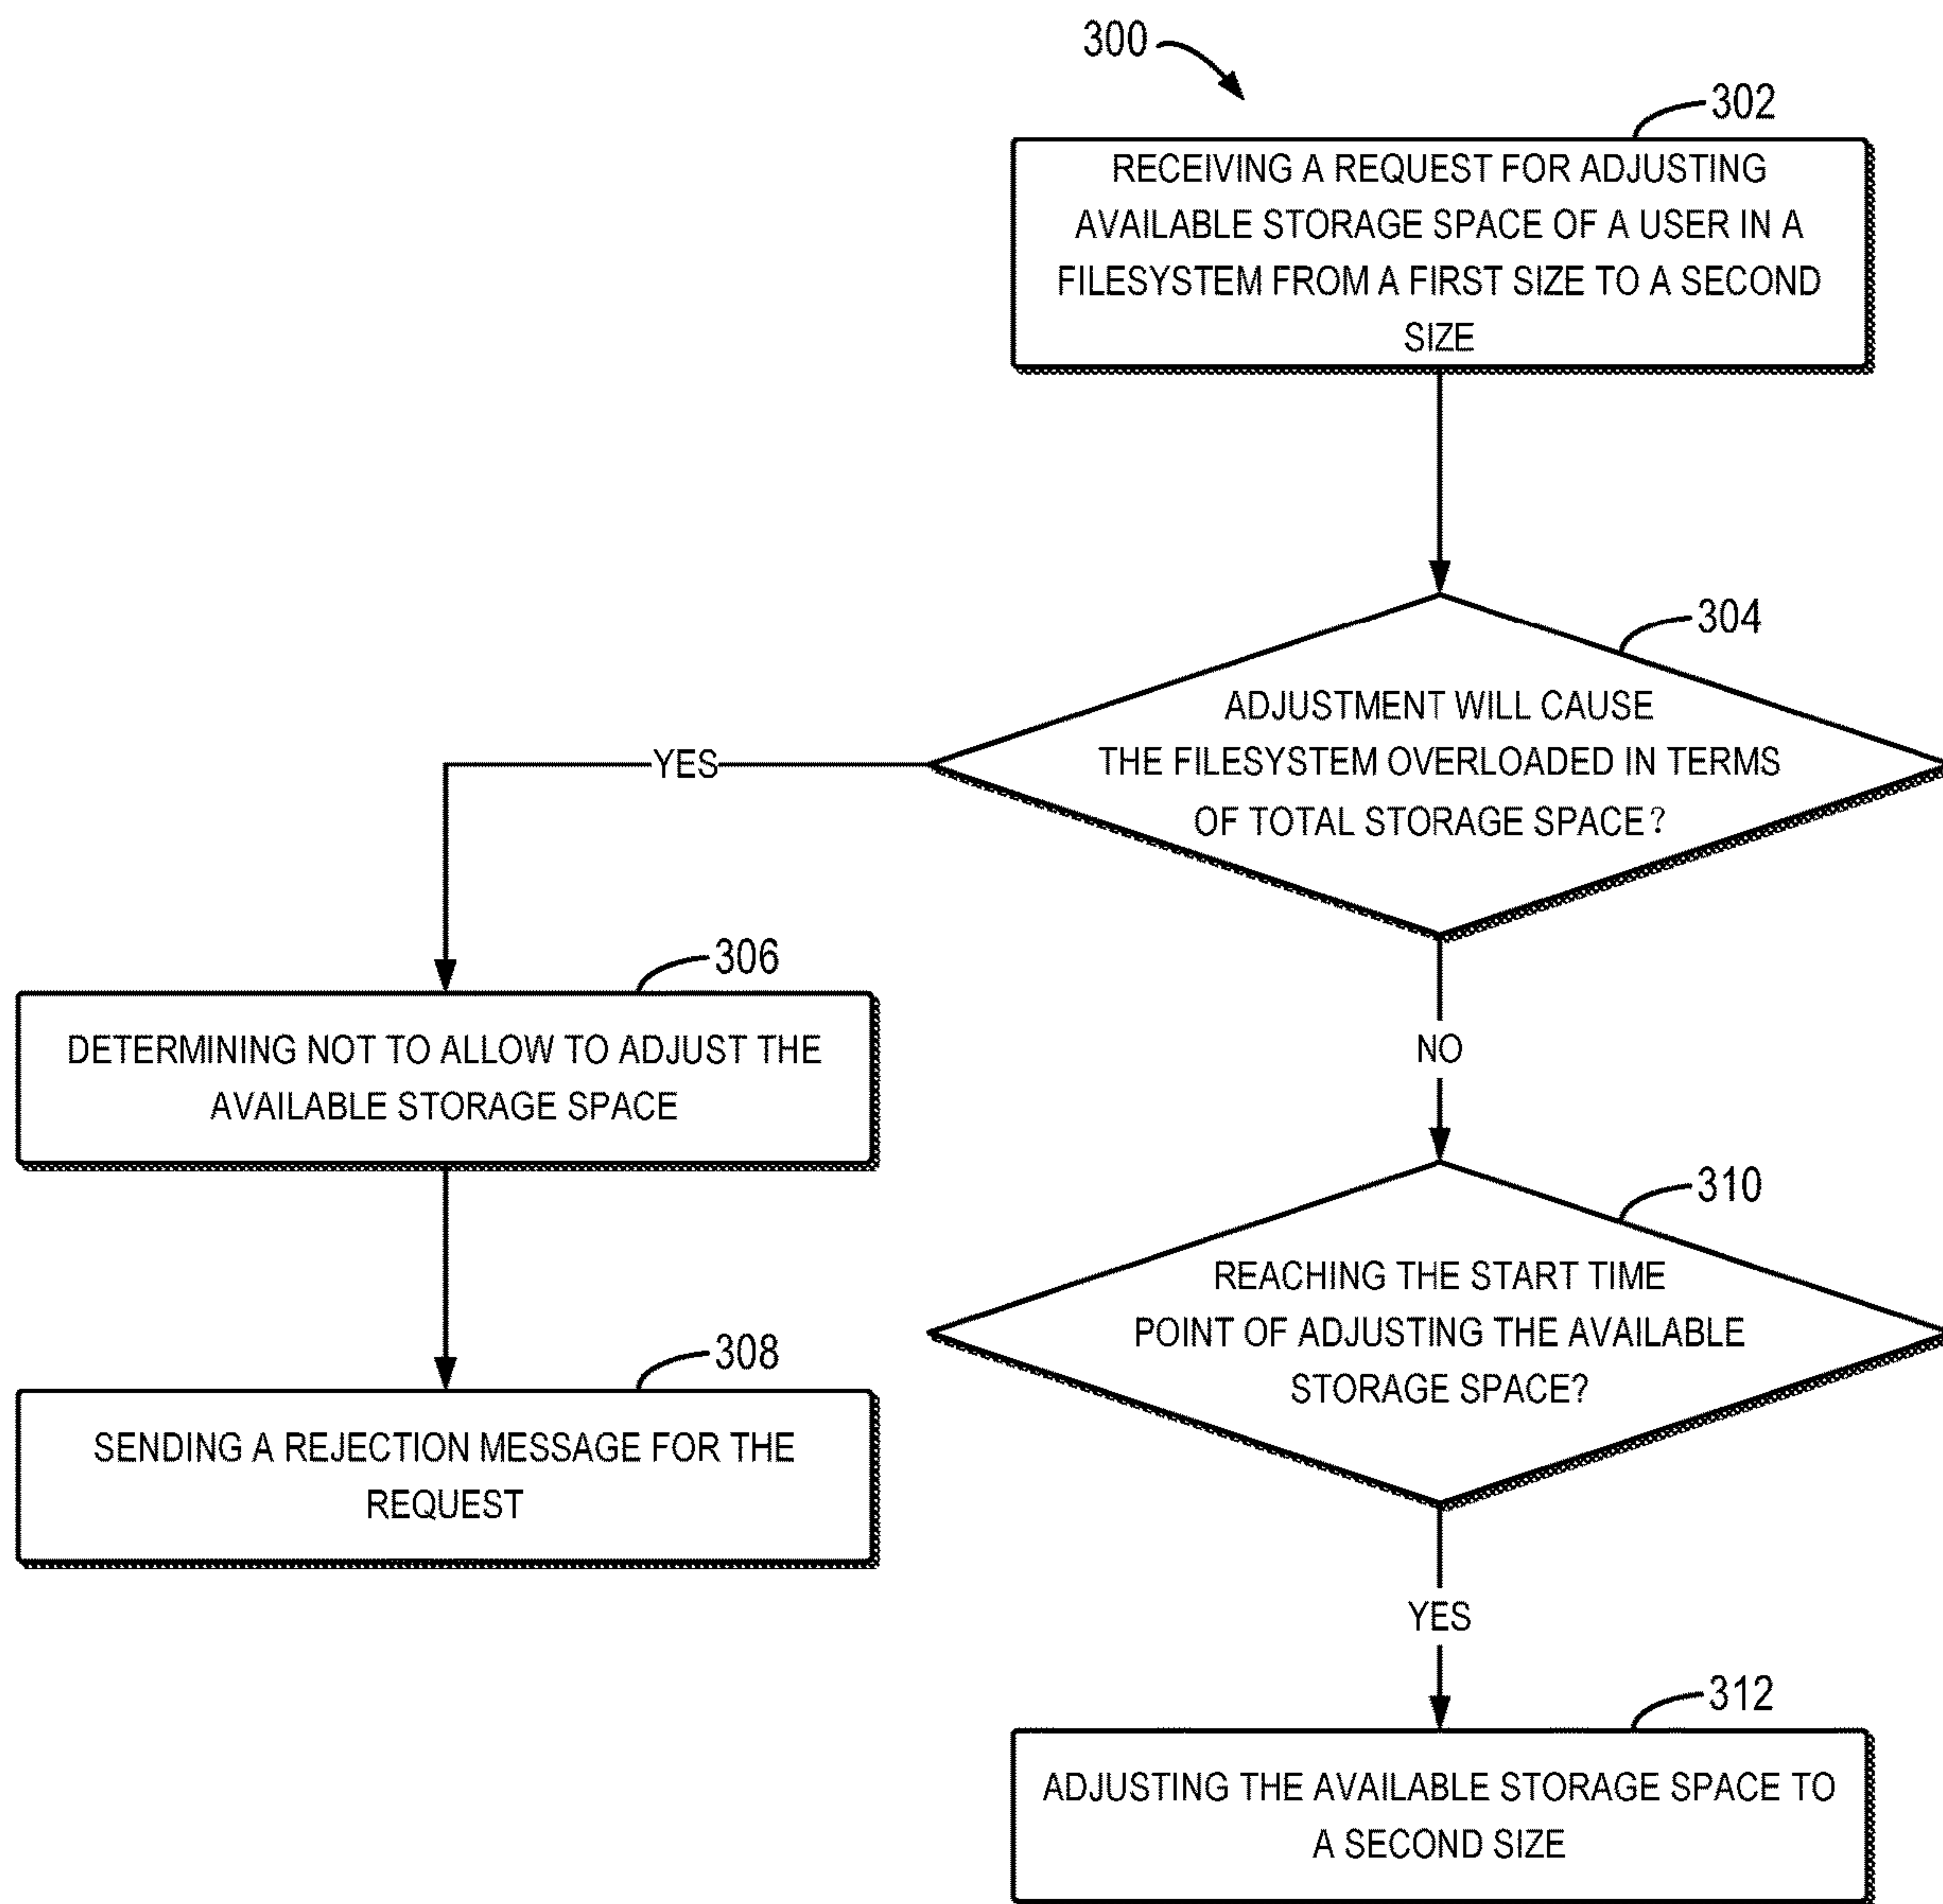 300
302
RECEIVING A REQUEST FOR ADJUSTING
AVAILABLE STORAGE SPACE OF A USER IN A
FILESYSTEM FROM A FIRST SIZE TO A SECOND
SIZE
304
ADJUSTMENT WILL CAUSE
THE FILESYSTEM OVERLOADED IN TERMS
OF TOTAL STORAGE SPACE?
YES
306
DETERMINING NOT TO ALLOW TO ADJUST THE
AVAILABLE STORAGE SPACE
308
SENDING A REJECTION MESSAGE FOR THE
REQUEST
NO
310
REACHING THE START TIME
POINT OF ADJUSTING THE AVAILABLE
STORAGE SPACE?
YES
312
ADJUSTING THE AVAILABLE STORAGE SPACE TO
A SECOND SIZE